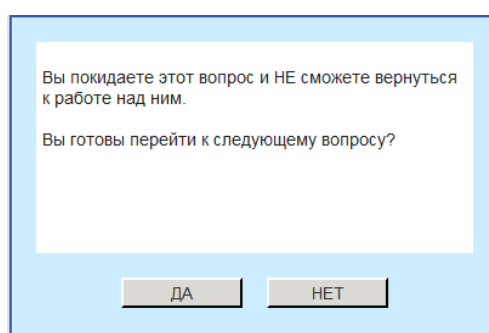 Вы покидаете этот вопрос и НЕ сможете вернуться
к работе над ним.
Вы готовы перейти к следующему вопросу?
ДА
НЕТ